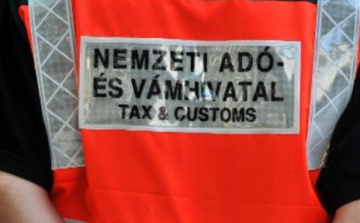 NEMZETI ADÓ-
ÉS VÁMHIVATAL
TAX & CUSTOMS